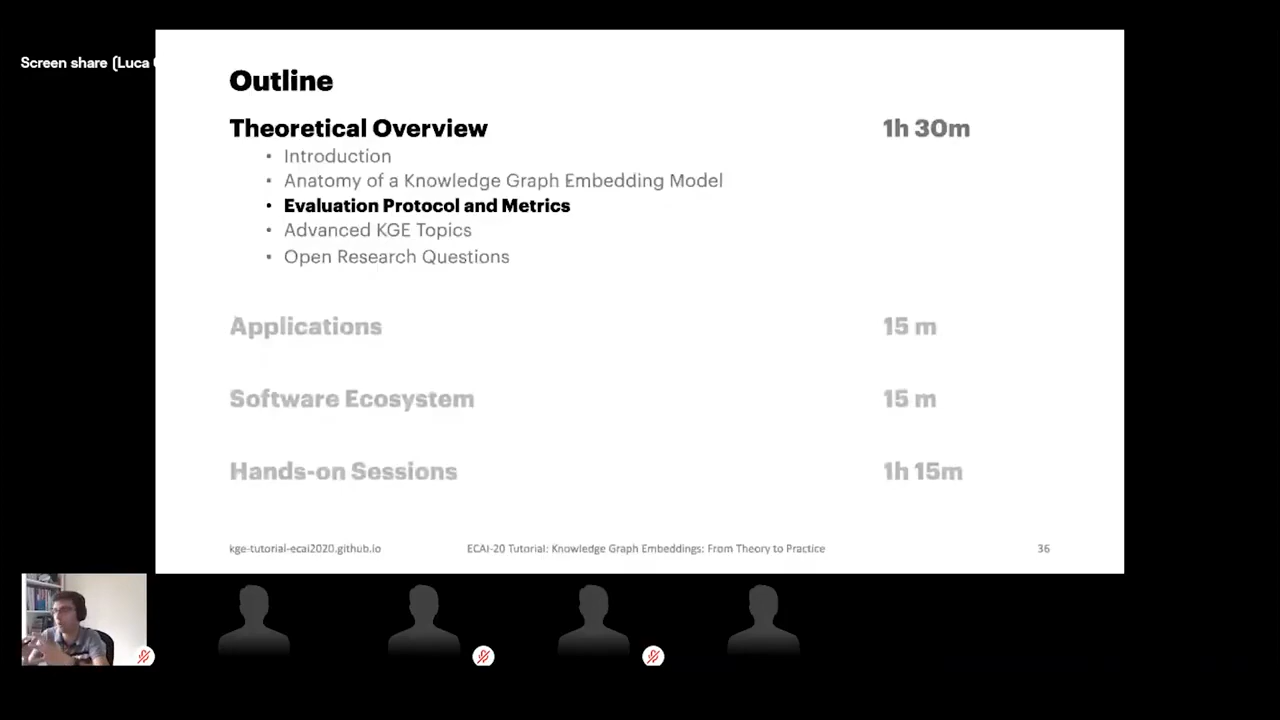 Screen share (Luca
Outline
Theoretical Overview 1h 30m
• Introduction
• Anatomy of a Knowledge Graph Embedding Model
• Evaluation Protocol and Metrics
• Advanced KGE Topics
• Open Research Questions
Applications 15 m
Software Ecosystem 15 m
Hands-on Sessions 1h 15m
kge-tutorial-ecai2020.github.io ECAI-20 Tutorial: Knowledge Graph Embeddings: From Theory to Practice 36